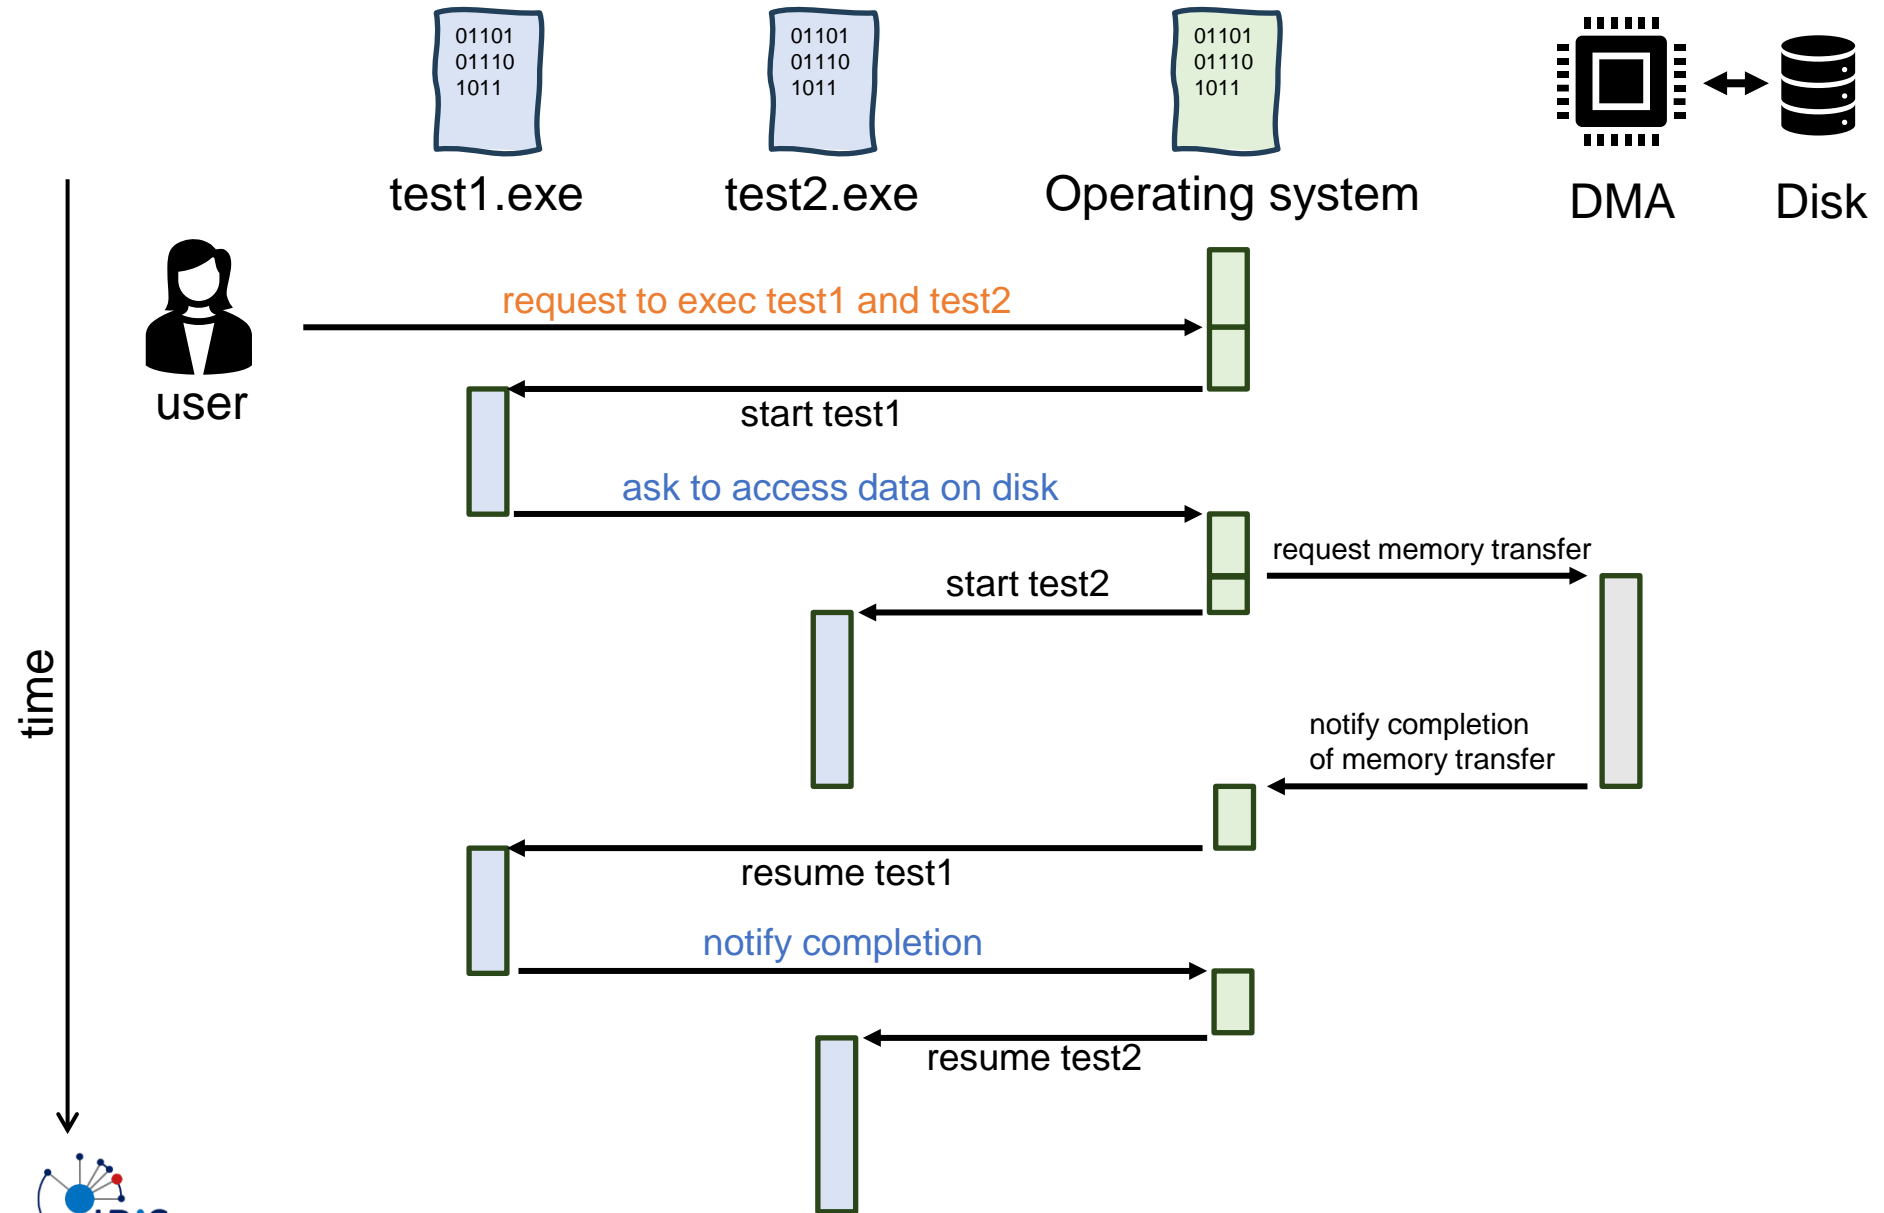 01101
01110
1011
01101
01110
1011
01101
01110
1011
test1.exe
test2.exe
Operating system
DMA
Disk
request to exec test1 and test2
user
start test1
ask to access data on disk
request memory transfer
start test2
time
notify completion
of memory transfer
resume test1
notify completion
resume test2